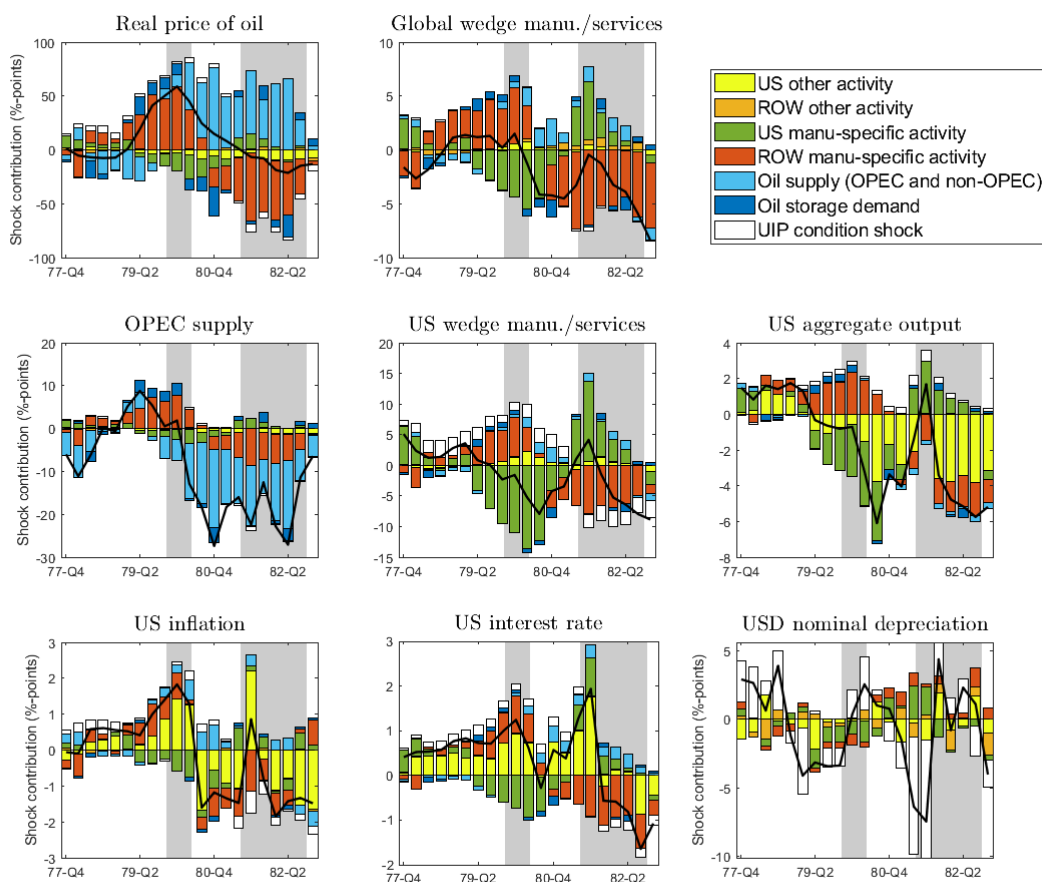 Real price of oil
Shock contribution (%-points)
100
50
0
-50
-100
77-Q4 79-Q2 80-Q4 82-Q2
Global wedge manu./services
10
5
0
-5
-10
77-Q4 79-Q2 80-Q4 82-Q2
US other activity
ROW other activity
US manu-specific activity
ROW manu-specific activity
Oil supply (OPEC and non-OPEC)
Oil storage demand
UIP condition shock
OPEC supply
Shock contribution (%-points)
20
10
0
-10
-20
-30
77-Q4 79-Q2 80-Q4 82-Q2
US wedge manu./services
20
15
10
5
0
-5
-10
-15
77-Q4 79-Q2 80-Q4 82-Q2
US aggregate output
4
2
0
-2
-4
-6
-8
77-Q4 79-Q2 80-Q4 82-Q2
US inflation
Shock contribution (%-points)
3
2
1
0
-1
-2
-3
77-Q4 79-Q2 80-Q4 82-Q2
US interest rate
3
2
1
0
-1
-2
77-Q4 79-Q2 80-Q4 82-Q2
USD nominal depreciation
5
0
-5
-10
77-Q4 79-Q2 80-Q4 82-Q2